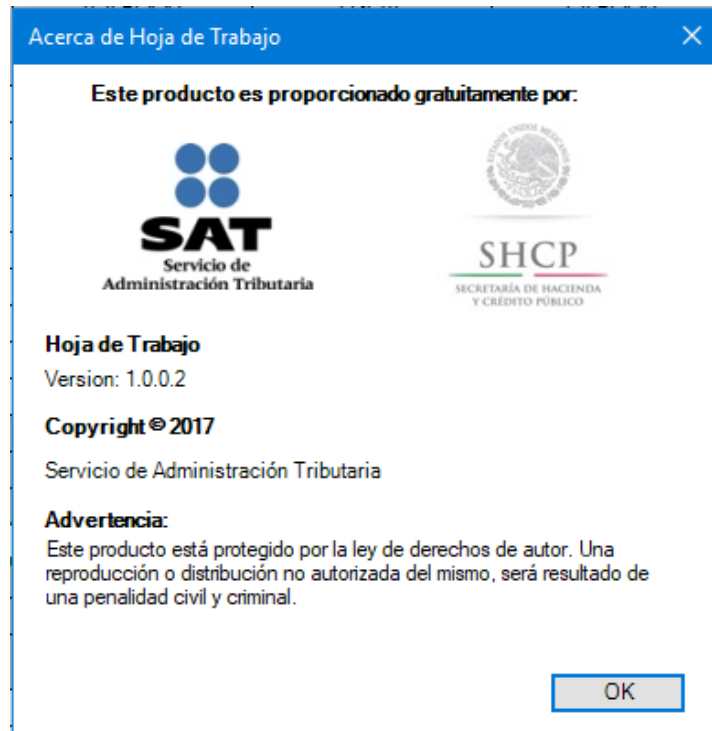 Acerca de Hoja de Trabajo
Este producto es proporcionado gratuitamente por:
ESTADOS UNIDOS MEXICANOS
SAT
Servicio de
Administración Tributaria
SHCP
SECRETARÍA DE HACIENDA
Y CRÉDITO PÚBLICO
Hoja de Trabajo
Version: 1.0.0.2
Copyright © 2017
Servicio de Administración Tributaria
Advertencia:
Este producto está protegido por la ley de derechos de autor. Una
reproducción o distribución no autorizada del mismo, será resultado de
una penalidad civil y criminal.
OK